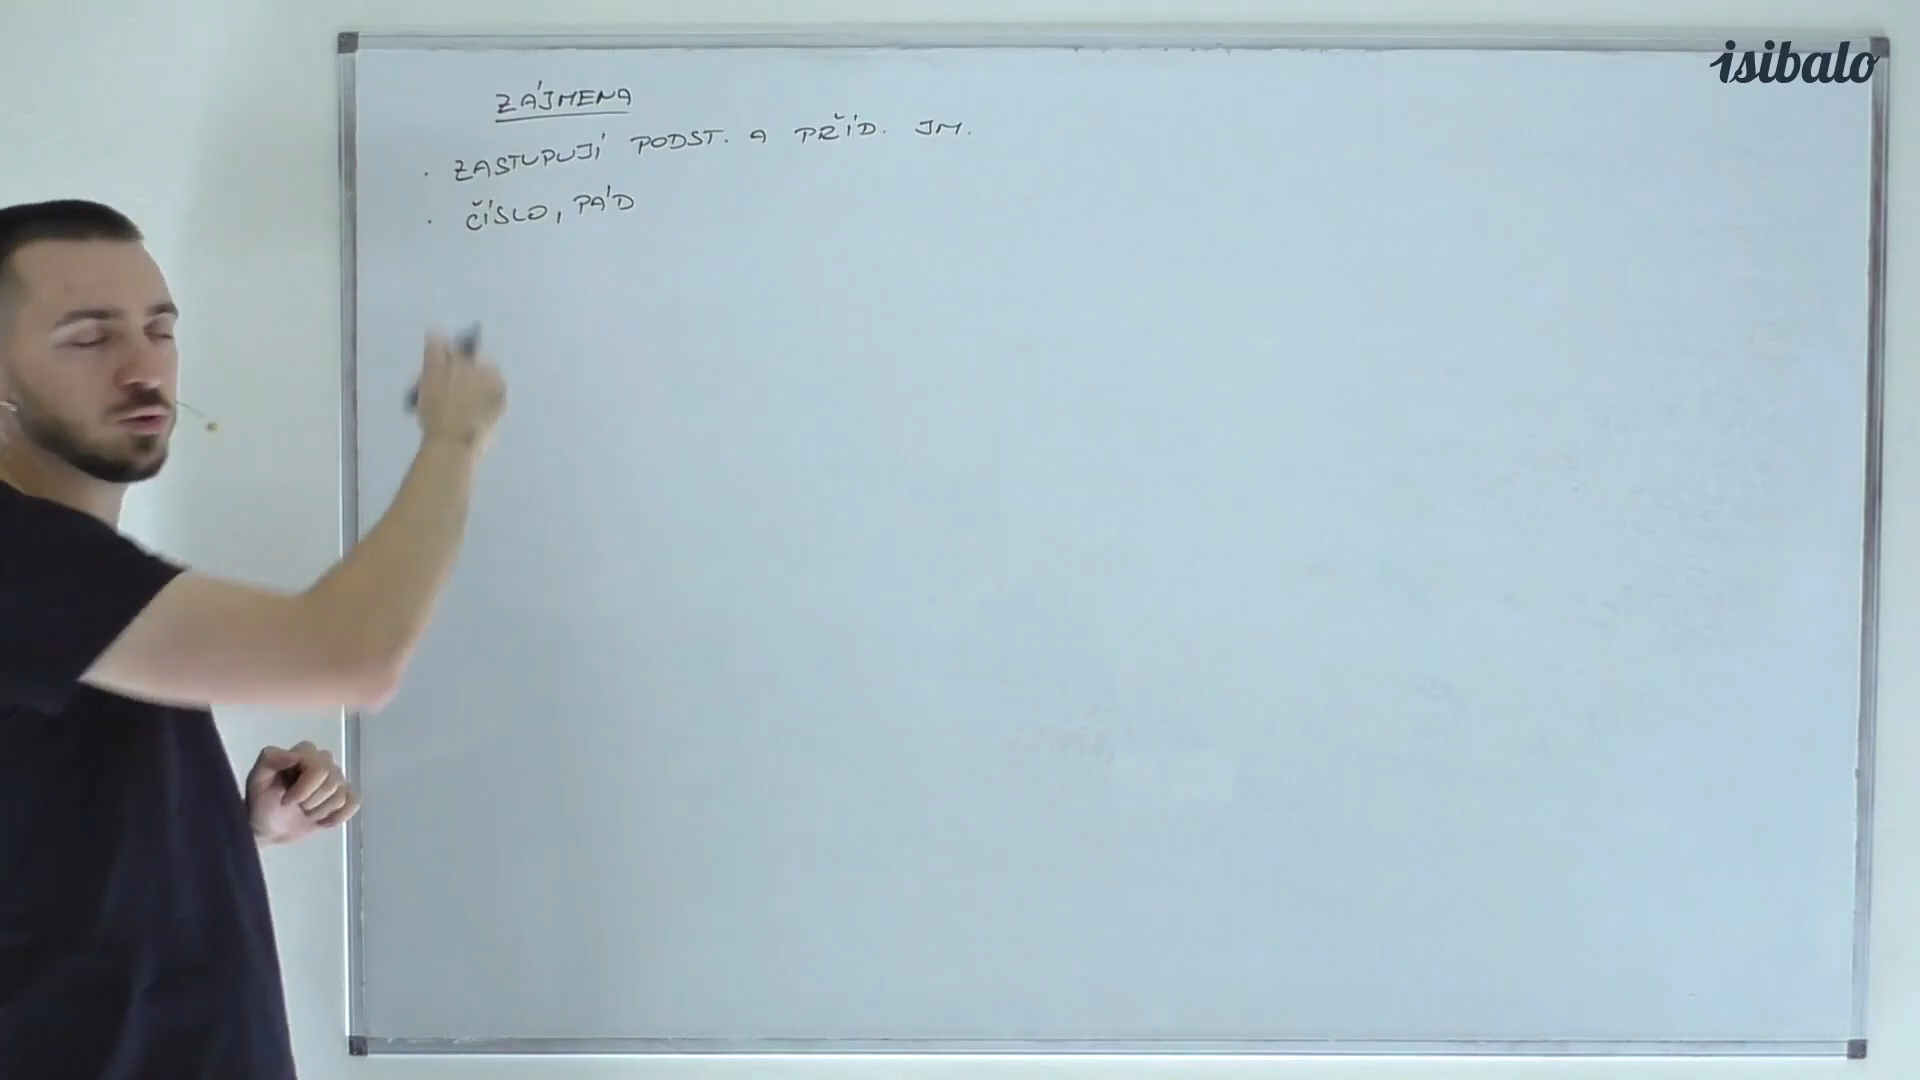 isibalo
ZÁJMENA
· ZASTUPUJÍ PODST. A PŘÍD. JM.
· ČÍSLO, PÁD